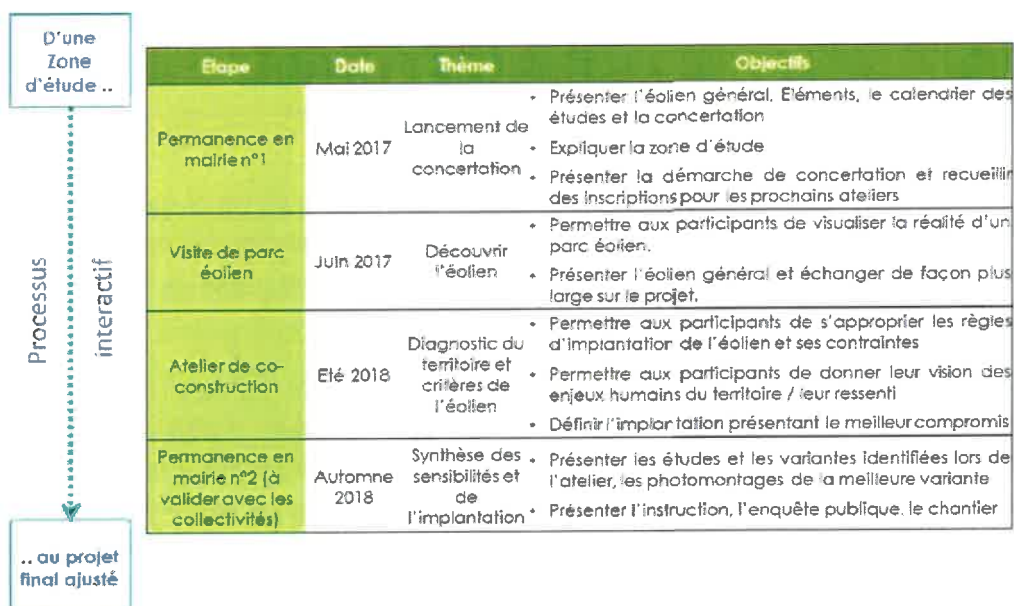 D'une
Zone
d'étude ..
Processus
interactif
.. au projet
final ajusté
Etape Date Thème Objectifs
Permanence en
mairie n°1
Mai 2017
Lancement de
la
concertation
• Présenter l'éolien général, Eléments, le calendrier des
études et la concertation
• Expliquer la zone d'étude
• Présenter la démarche de concertation et recueillir
des inscriptions pour les prochains ateliers
Visite de parc
éolien
Juin 2017
Découvrir
l'éolien
• Permettre aux participants de visualiser la réalité d'un
parc éolien.
• Présenter l'éolien général et échanger de façon plus
large sur le projet.
Atelier de co-
construction
Eté 2018
Diagnostic du
territoire et
critères de
l'éolien
• Permettre aux participants de s'approprier les règles
d'implantation de l'éolien et ses contraintes
• Permettre aux participants de donner leur vision des
enjeux humains du territoire / leur ressenti
• Définir l'implantation présentant le meilleur compromis
Permanence en
mairie n°2 (à
valider avec les
collectivités)
Automne
2018
Synthèse des
sensibilités et
de
l'implantation
• Présenter les études et les variantes identifiées lors de
l'atelier, les photomontages de la meilleure variante
• Présenter l'instruction, l'enquête publique, le chantier